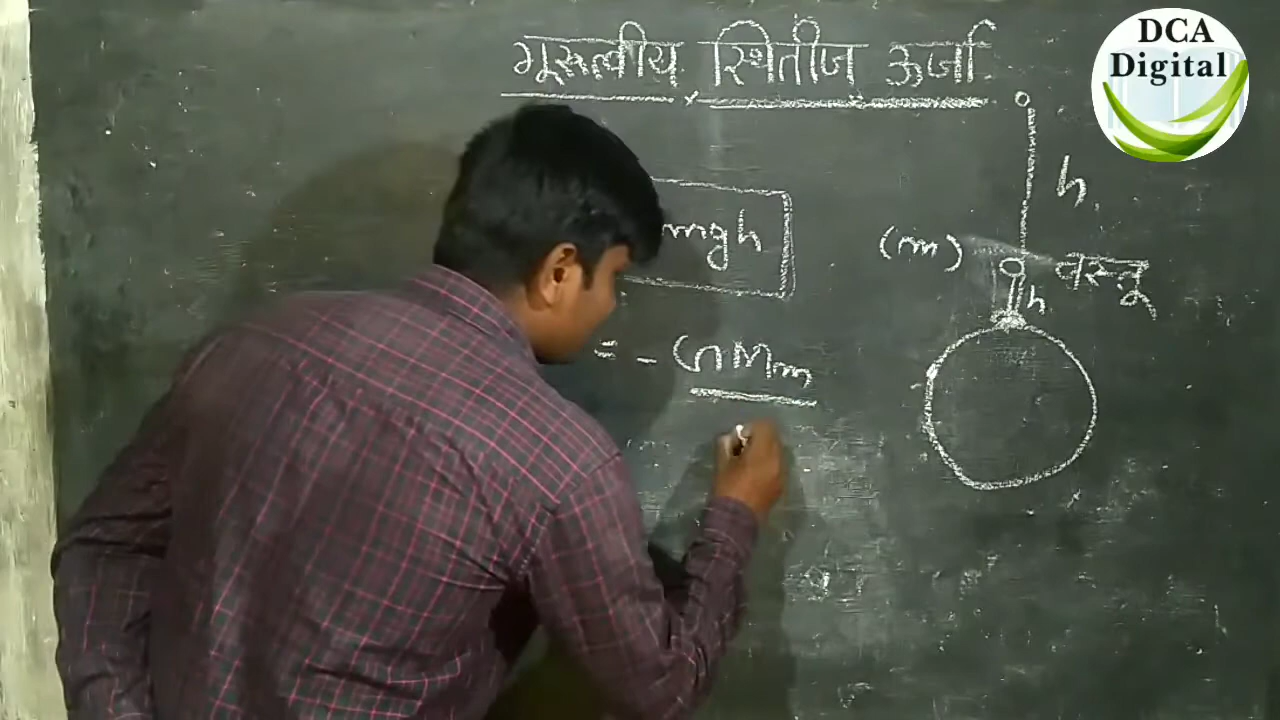 DCA
Digital
गुरूत्वीय स्थितीज ऊर्जा
h
mgh
(m)
वस्तू
h
= - GMm